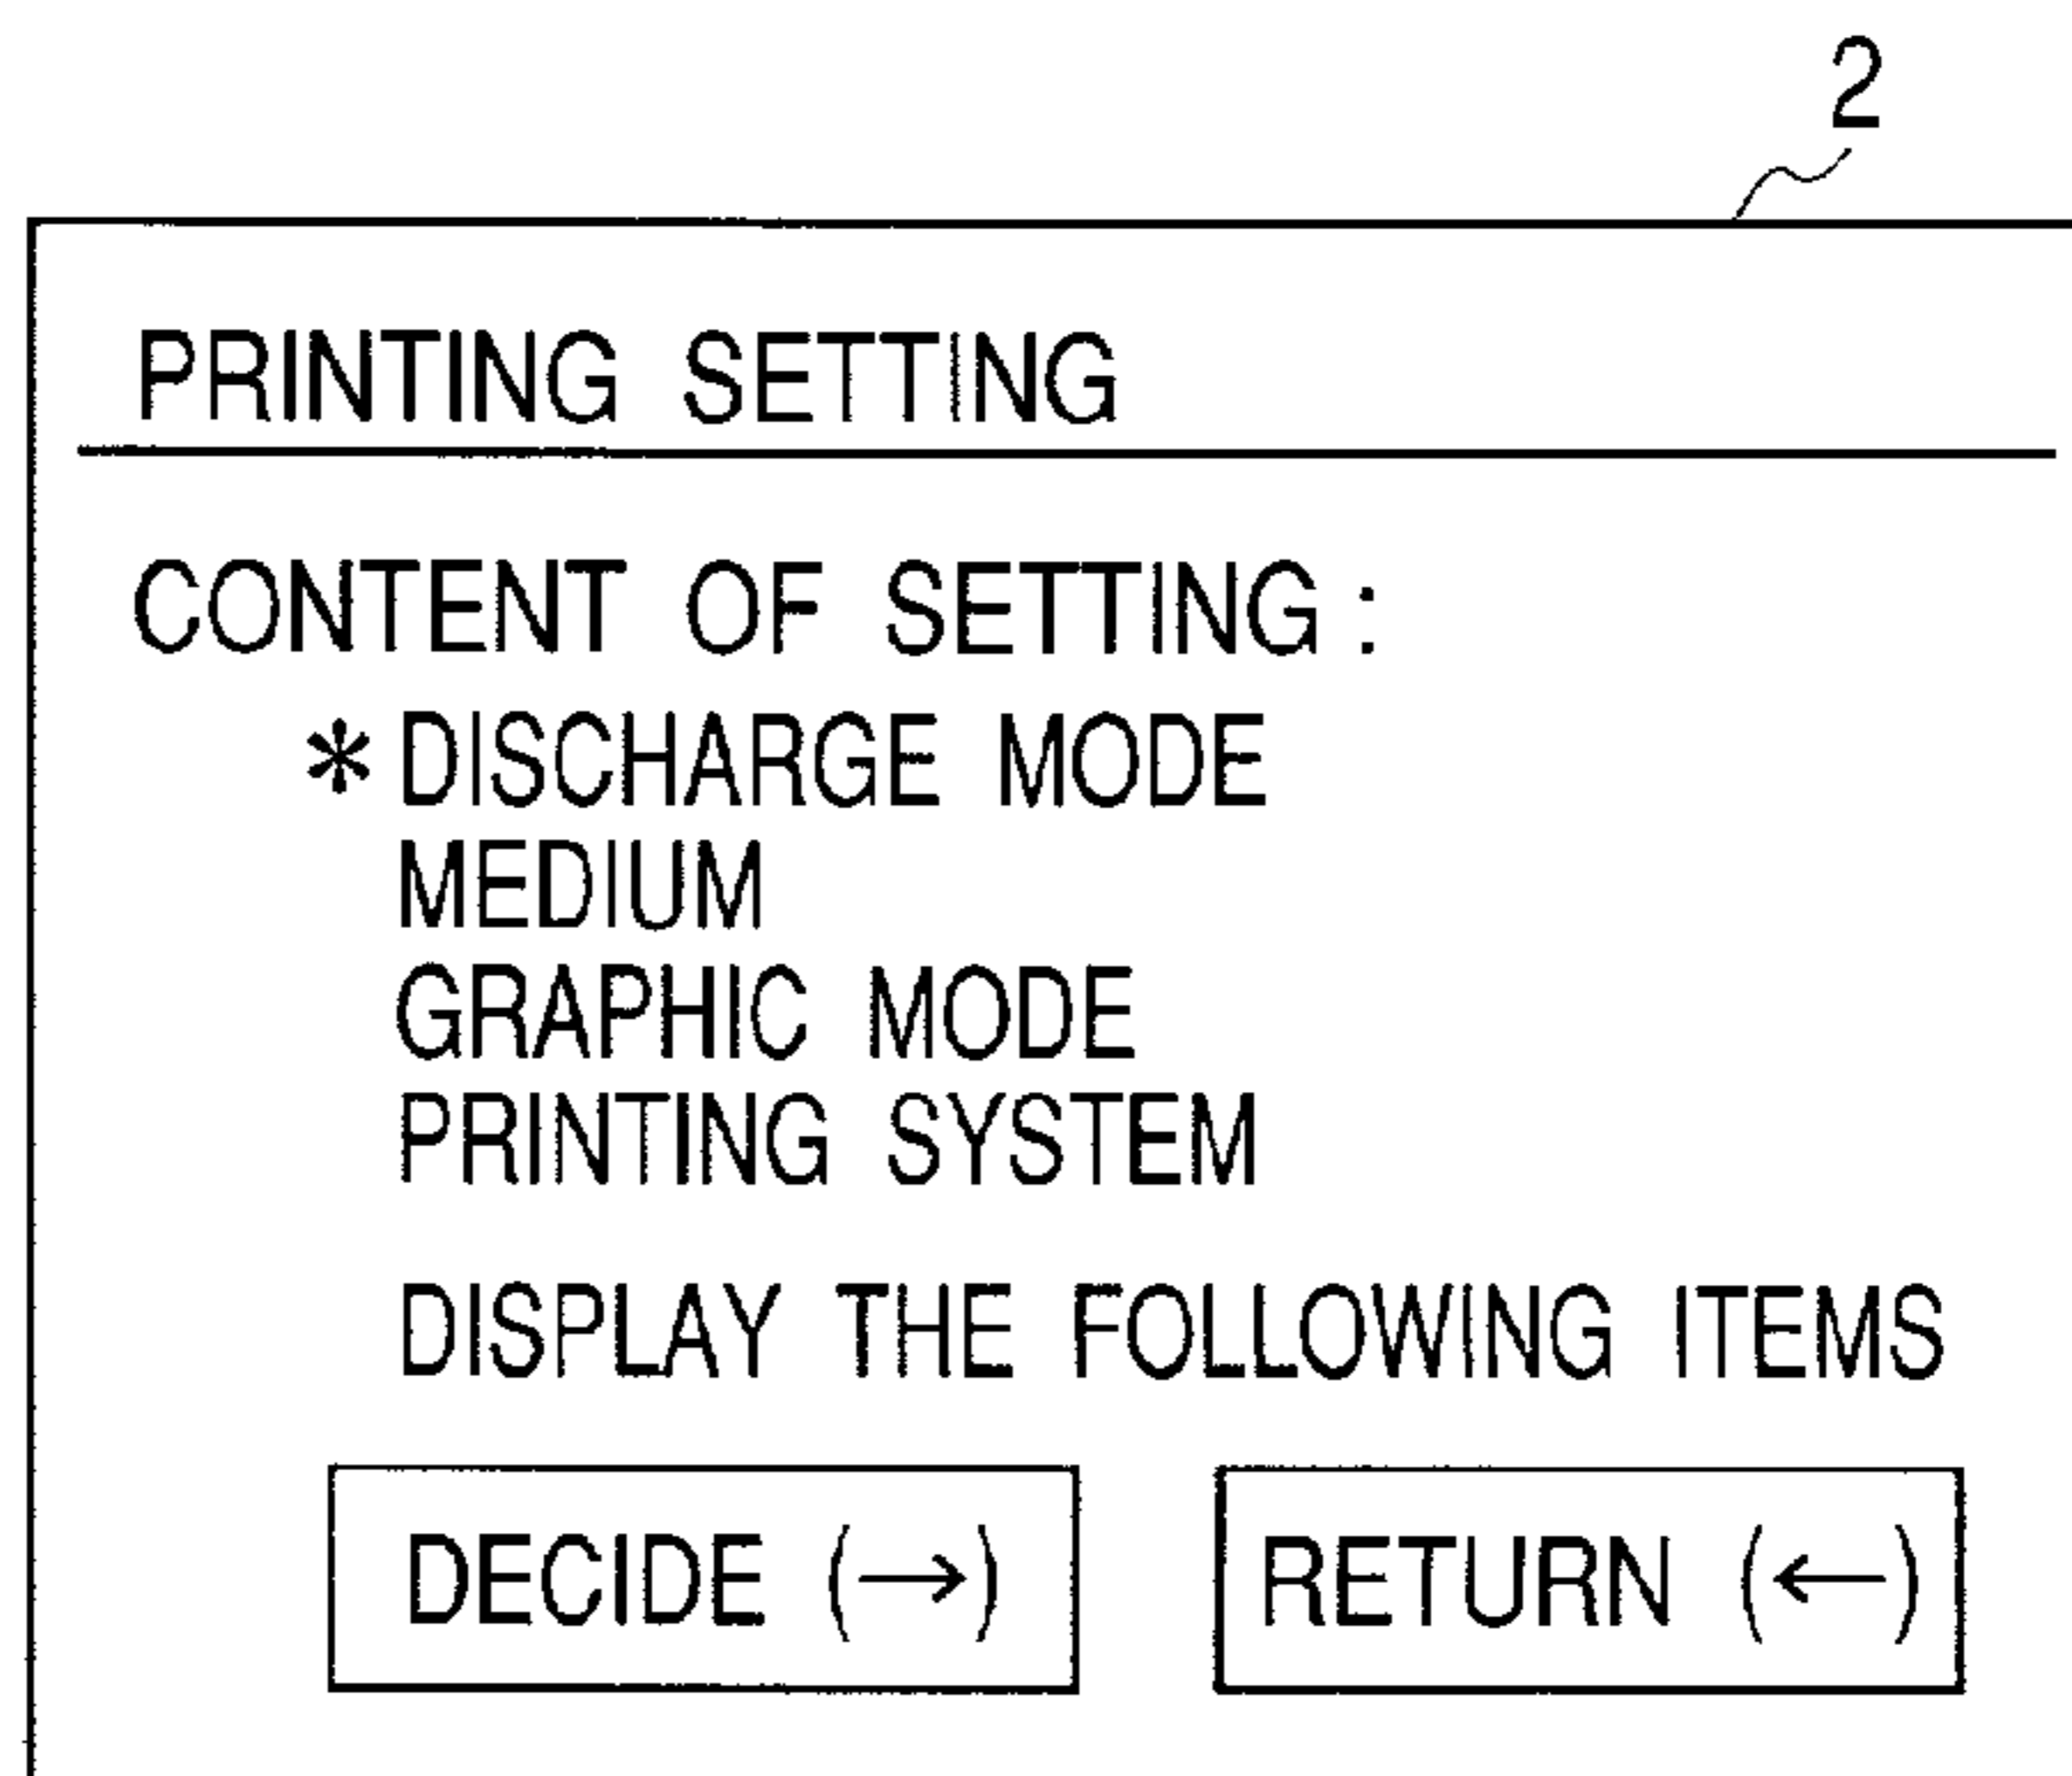 2
PRINTING SETTING
CONTENT OF SETTING :
* DISCHARGE MODE
MEDIUM
GRAPHIC MODE
PRINTING SYSTEM
DISPLAY THE FOLLOWING ITEMS
DECIDE (→) RETURN (←)